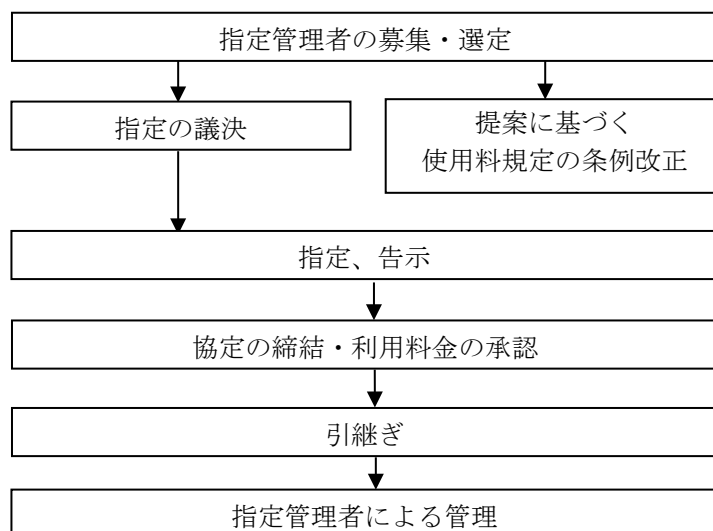 指定管理者の募集・選定
指定の議決
提案に基づく
使用料規定の条例改正
指定、告示
協定の締結・利用料金の承認
引継ぎ
指定管理者による管理